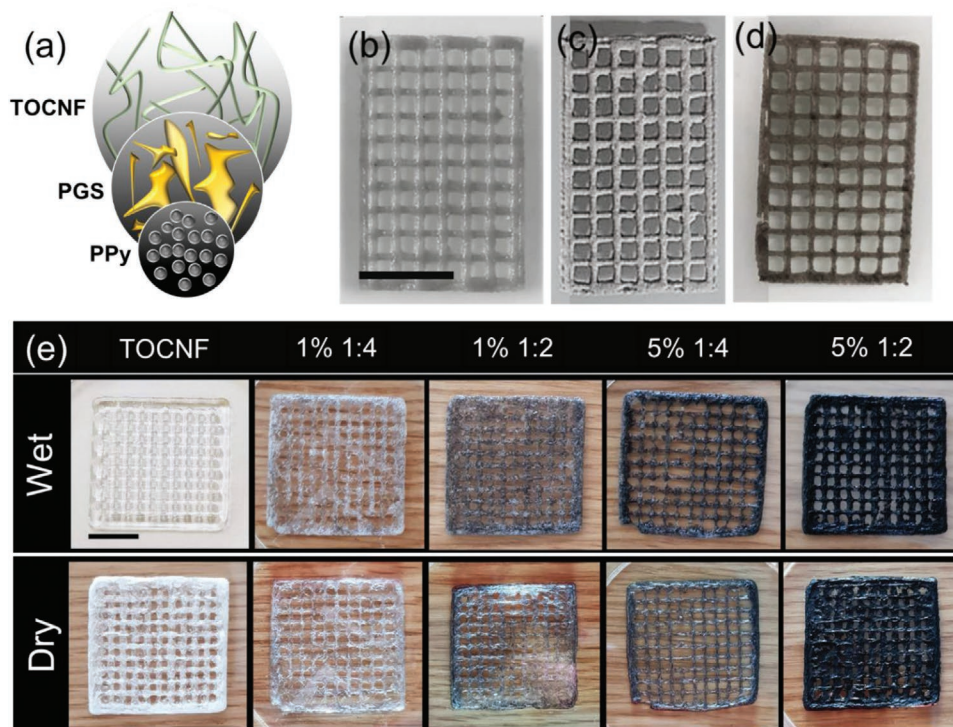 (a)
TOCNF
PGS
PPy
(b)
(c)
(d)
(e)
TOCNF
1% 1:4
1% 1:2
5% 1:4
5% 1:2
Wet
Dry